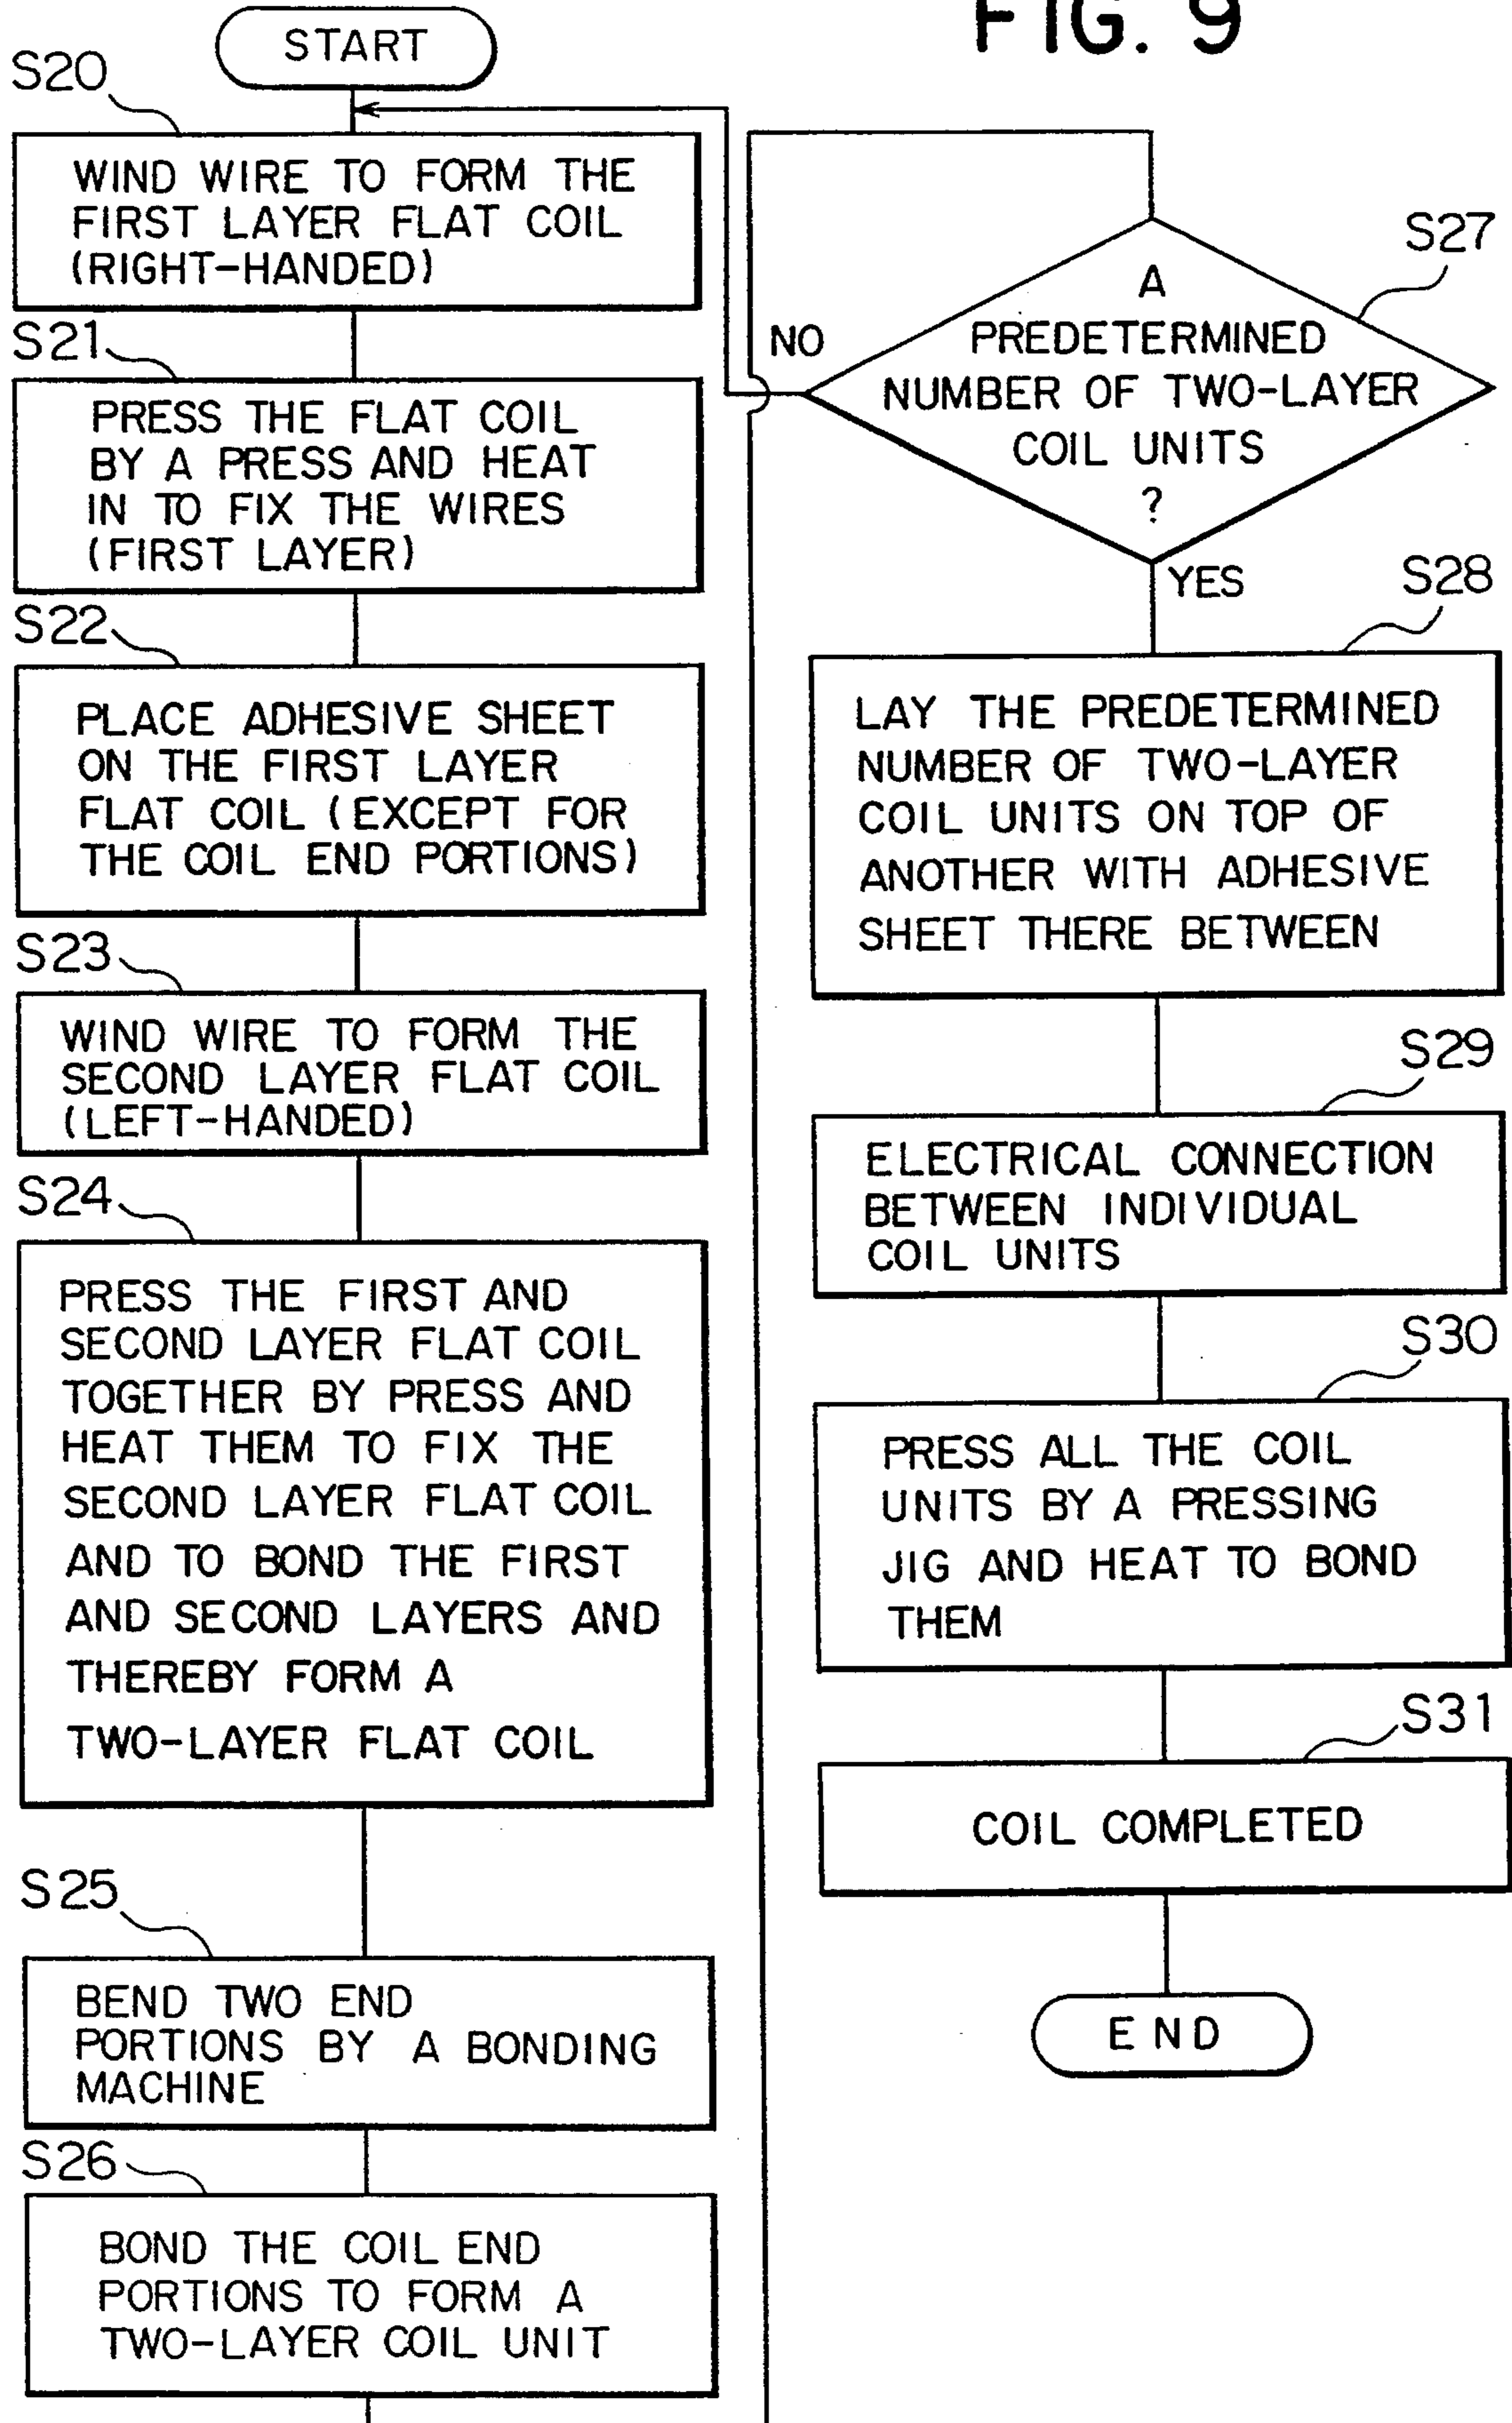 FIG. 9
START
S20
WIND WIRE TO FORM THE
FIRST LAYER FLAT COIL
(RIGHT-HANDED)
S21
PRESS THE FLAT COIL
BY A PRESS AND HEAT
IN TO FIX THE WIRES
(FIRST LAYER)
S22
PLACE ADHESIVE SHEET
ON THE FIRST LAYER
FLAT COIL (EXCEPT FOR
THE COIL END PORTIONS)
S23
WIND WIRE TO FORM THE
SECOND LAYER FLAT COIL
(LEFT-HANDED)
S24
PRESS THE FIRST AND
SECOND LAYER FLAT COIL
TOGETHER BY PRESS AND
HEAT THEM TO FIX THE
SECOND LAYER FLAT COIL
AND TO BOND THE FIRST
AND SECOND LAYERS AND
THEREBY FORM A
TWO-LAYER FLAT COIL
S25
BEND TWO END
PORTIONS BY A BONDING
MACHINE
S26
BOND THE COIL END
PORTIONS TO FORM A
TWO-LAYER COIL UNIT
S27
A
PREDETERMINED
NUMBER OF TWO-LAYER
COIL UNITS
?
NO
YES
S28
LAY THE PREDETERMINED
NUMBER OF TWO-LAYER
COIL UNITS ON TOP OF
ANOTHER WITH ADHESIVE
SHEET THERE BETWEEN
S29
ELECTRICAL CONNECTION
BETWEEN INDIVIDUAL
COIL UNITS
S30
PRESS ALL THE COIL
UNITS BY A PRESSING
JIG AND HEAT TO BOND
THEM
S31
COIL COMPLETED
END